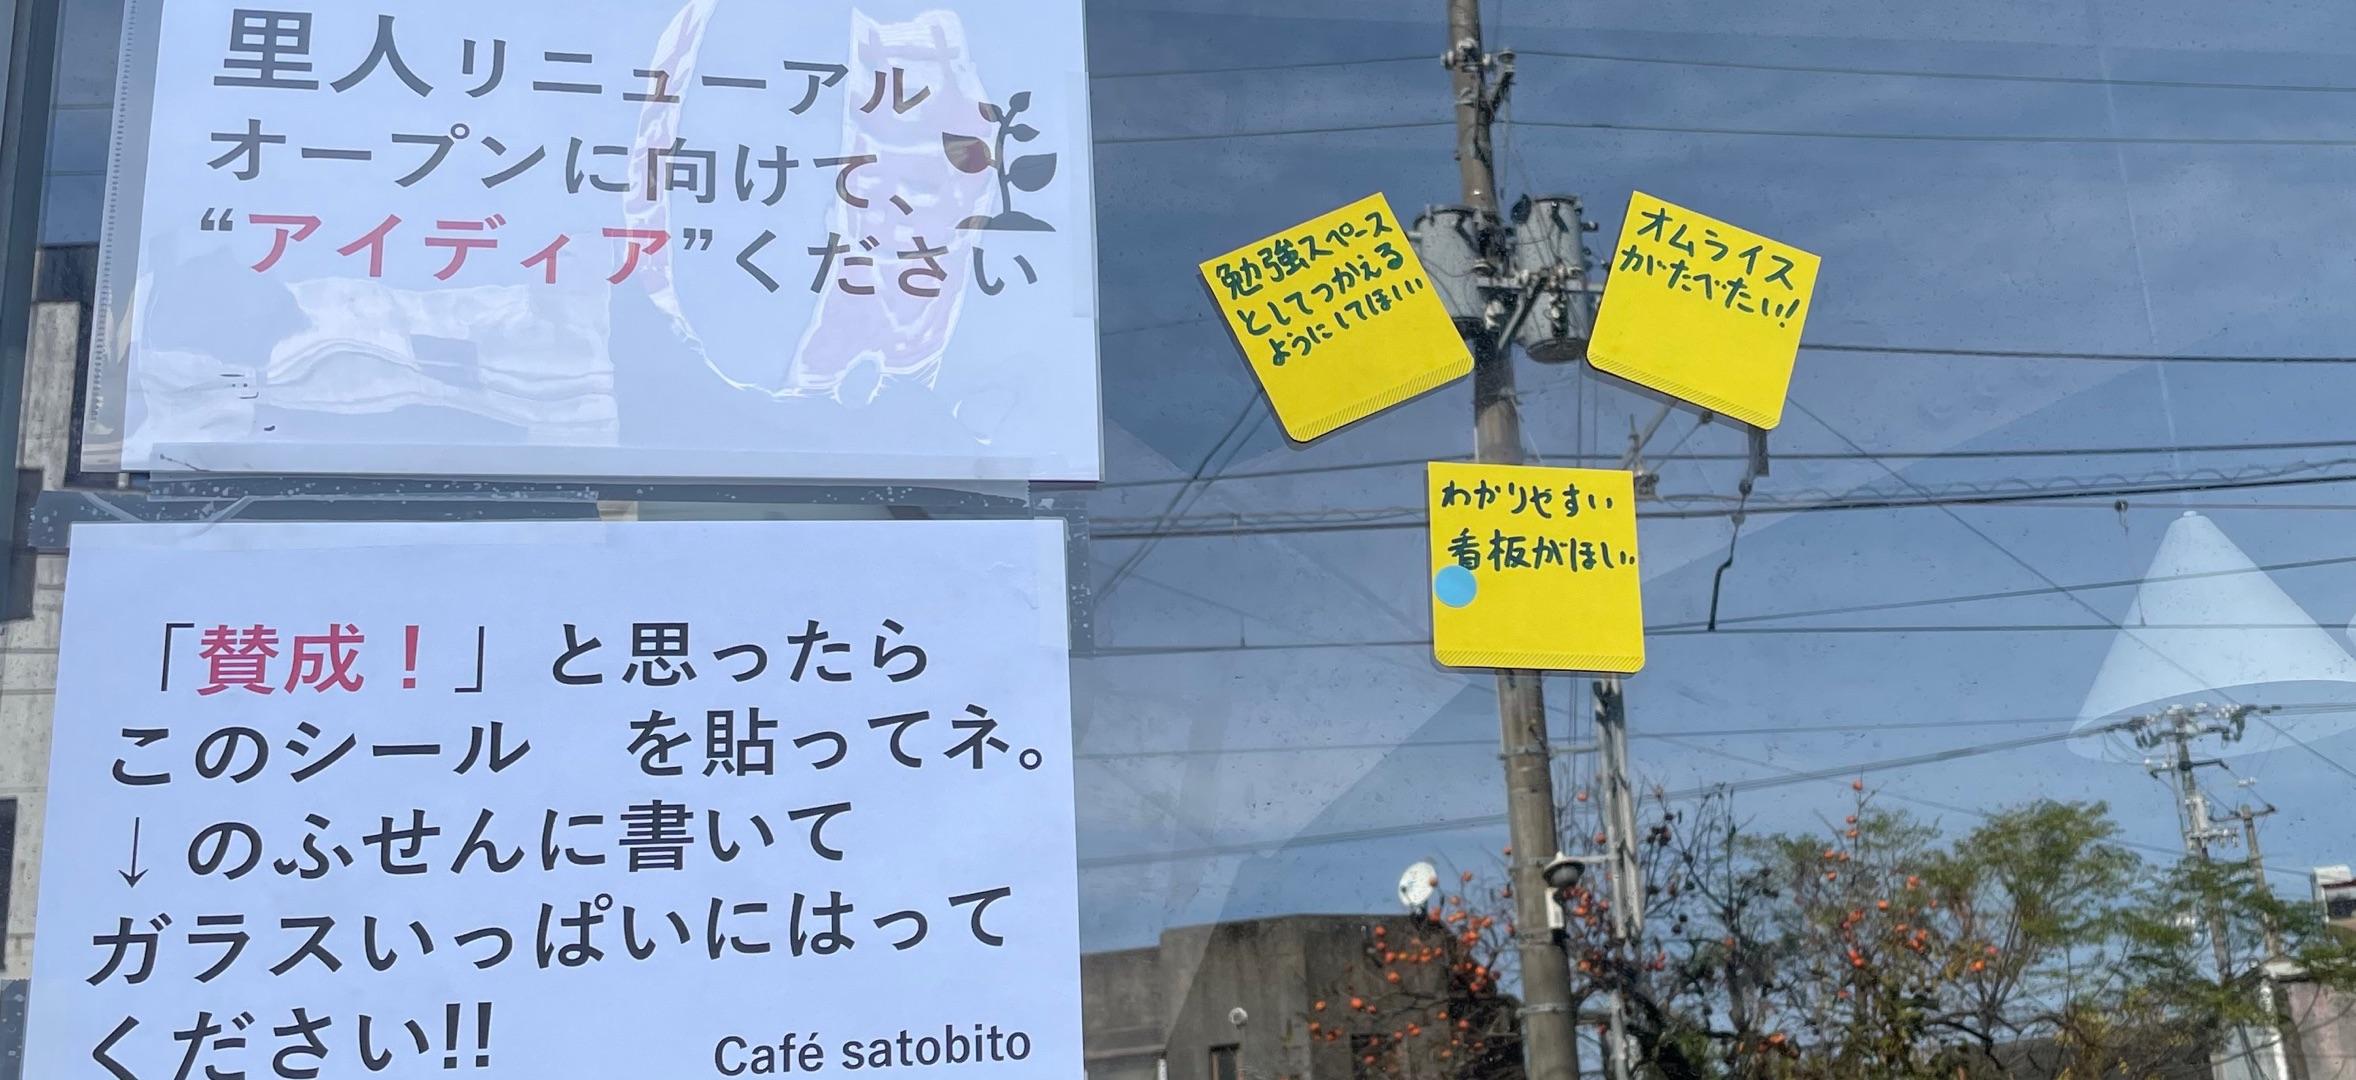 里人リニューアル
オープンに向けて、
“アイディア”ください
「賛成！」と思ったら
このシール　を貼ってネ。
↓のふせんに書いて
ガラスいっぱいにはって
ください!!
Café satobito
勉強スペース
としてつかえる
ようにしてほしい
オムライス
がたべたい!
わかりやすい
看板がほしい